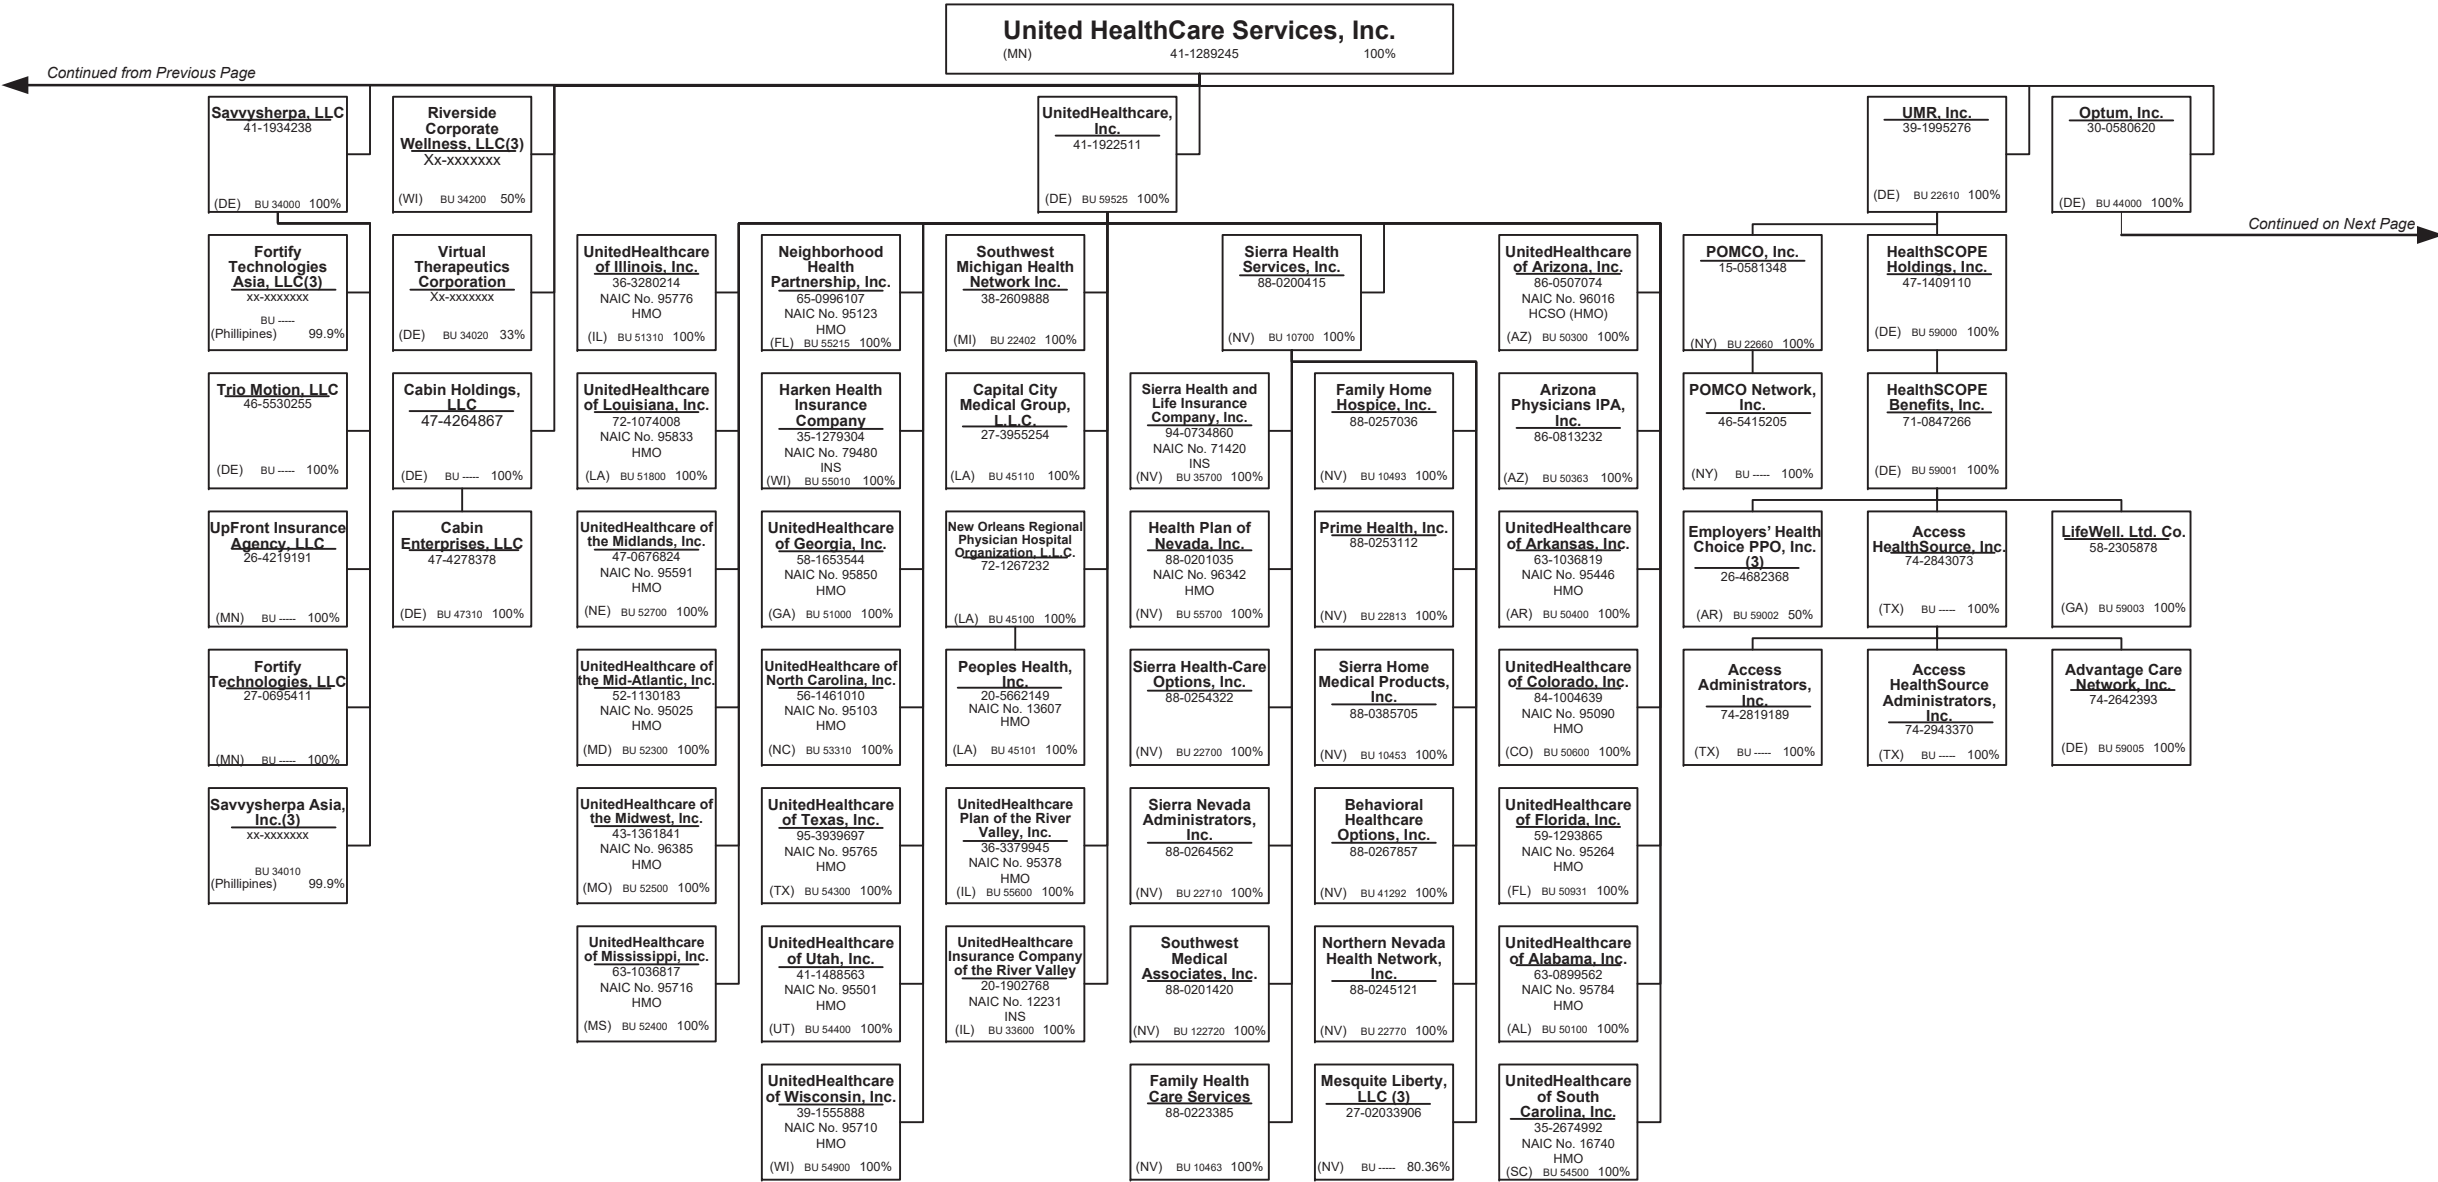 United HealthCare Services, Inc.
(MN) 41-1289245 100%
Continued from Previous Page
Savvysherpa, LLC
41-1934238
(DE) BU 34000 100%
Riverside
Corporate
Wellness, LLC(3)
Xx-xxxxxxx
(WI) BU 34200 50%
UnitedHealthcare,
Inc.
41-1922511
(DE) BU 59525 100%
UMR, Inc.
39-1995276
(DE) BU 22610 100%
Optum, Inc.
30-0580620
(DE) BU 44000 100%
Continued on Next Page
Fortify
Technologies
Asia, LLC(3)
xx-xxxxxxx
BU -----
(Phillipines) 99.9%
Virtual
Therapeutics
Corporation
Xx-xxxxxxx
(DE) BU 34020 33%
UnitedHealthcare
of Illinois, Inc.
36-3280214
NAIC No. 95776
HMO
(IL) BU 51310 100%
Neighborhood
Health
Partnership, Inc.
65-0996107
NAIC No. 95123
HMO
(FL) BU 55215 100%
Southwest
Michigan Health
Network Inc.
38-2609888
(MI) BU 22402 100%
Sierra Health
Services, Inc.
88-0200415
(NV) BU 10700 100%
UnitedHealthcare
of Arizona, Inc.
86-0507074
NAIC No. 96016
HCSO (HMO)
(AZ) BU 50300 100%
POMCO, Inc.
15-0581348
(NY) BU 22660 100%
HealthSCOPE
Holdings, Inc.
47-1409110
(DE) BU 59000 100%
Trio Motion, LLC
46-5530255
(DE) BU ----- 100%
Cabin Holdings,
LLC
47-4264867
(DE) BU ----- 100%
UnitedHealthcare
of Louisiana, Inc.
72-1074008
NAIC No. 95833
HMO
(LA) BU 51800 100%
Harken Health
Insurance
Company
35-1279304
NAIC No. 79480
INS
(WI) BU 55010 100%
Capital City
Medical Group,
L.L.C.
27-3955254
(LA) BU 45110 100%
Sierra Health and
Life Insurance
Company, Inc.
94-0734860
NAIC No. 71420
INS
(NV) BU 35700 100%
Family Home
Hospice, Inc.
88-0257036
(NV) BU 10493 100%
Arizona
Physicians IPA,
Inc.
86-0813232
(AZ) BU 50363 100%
POMCO Network,
Inc.
46-5415205
(NY) BU ----- 100%
HealthSCOPE
Benefits, Inc.
71-0847266
(DE) BU 59001 100%
UpFront Insurance
Agency, LLC
26-4219191
(MN) BU ----- 100%
Cabin
Enterprises, LLC
47-4278378
(DE) BU 47310 100%
UnitedHealthcare of
the Midlands, Inc.
47-0676824
NAIC No. 95591
HMO
(NE) BU 52700 100%
UnitedHealthcare
of Georgia, Inc.
58-1653544
NAIC No. 95850
HMO
(GA) BU 51000 100%
New Orleans Regional
Physician Hospital
Organization, L.L.C.
72-1267232
(LA) BU 45100 100%
Health Plan of
Nevada, Inc.
88-0201035
NAIC No. 96342
HMO
(NV) BU 55700 100%
Prime Health, Inc.
88-0253112
(NV) BU 22813 100%
UnitedHealthcare
of Arkansas, Inc.
63-1036819
NAIC No. 95446
HMO
(AR) BU 50400 100%
Employers' Health
Choice PPO, Inc.
(3)
26-4682368
(AR) BU 59002 50%
Access
HealthSource, Inc.
74-2843073
(TX) BU ----- 100%
LifeWell. Ltd. Co.
58-2305878
(GA) BU 59003 100%
Fortify
Technologies, LLC
27-0695411
(MN) BU ----- 100%
UnitedHealthcare of
the Mid-Atlantic, Inc.
52-1130183
NAIC No. 95025
HMO
(MD) BU 52300 100%
UnitedHealthcare of
North Carolina, Inc.
56-1461010
NAIC No. 95103
HMO
(NC) BU 53310 100%
Peoples Health,
Inc.
20-5662149
NAIC No. 13607
HMO
(LA) BU 45101 100%
Sierra Health-Care
Options, Inc.
88-0254322
(NV) BU 22700 100%
Sierra Home
Medical Products,
Inc.
88-0385705
(NV) BU 10453 100%
UnitedHealthcare
of Colorado, Inc.
84-1004639
NAIC No. 95090
HMO
(CO) BU 50600 100%
Access
Administrators,
Inc.
74-2819189
(TX) BU ----- 100%
Access
HealthSource
Administrators,
Inc.
74-2943370
(TX) BU ----- 100%
Advantage Care
Network, Inc.
74-2642393
(DE) BU 59005 100%
Savvysherpa Asia,
Inc.(3)
xx-xxxxxxx
BU 34010
(Phillipines) 99.9%
UnitedHealthcare of
the Midwest, Inc.
43-1361841
NAIC No. 96385
HMO
(MO) BU 52500 100%
UnitedHealthcare
of Texas, Inc.
95-3939697
NAIC No. 95765
HMO
(TX) BU 54300 100%
UnitedHealthcare
Plan of the River
Valley, Inc.
36-3379945
NAIC No. 95378
HMO
(IL) BU 55600 100%
Sierra Nevada
Administrators,
Inc.
88-0264562
(NV) BU 22710 100%
Behavioral
Healthcare
Options, Inc.
88-0267857
(NV) BU 41292 100%
UnitedHealthcare
of Florida, Inc.
59-1293865
NAIC No. 95264
HMO
(FL) BU 50931 100%
UnitedHealthcare
of Mississippi, Inc.
63-1036817
NAIC No. 95716
HMO
(MS) BU 52400 100%
UnitedHealthcare
of Utah, Inc.
41-1488563
NAIC No. 95501
HMO
(UT) BU 54400 100%
UnitedHealthcare
Insurance Company
of the River Valley
20-1902768
NAIC No. 12231
INS
(IL) BU 33600 100%
Southwest
Medical
Associates, Inc.
88-0201420
(NV) BU 122720 100%
Northern Nevada
Health Network,
Inc.
88-0245121
(NV) BU 22770 100%
UnitedHealthcare
of Alabama, Inc.
63-0899562
NAIC No. 95784
HMO
(AL) BU 50100 100%
UnitedHealthcare
of Wisconsin, Inc.
39-1555888
NAIC No. 95710
HMO
(WI) BU 54900 100%
Family Health
Care Services
88-0223385
(NV) BU 10463 100%
Mesquite Liberty,
LLC (3)
27-02033906
(NV) BU ----- 80.36%
UnitedHealthcare
of South
Carolina, Inc.
35-2674992
NAIC No. 16740
HMO
(SC) BU 54500 100%